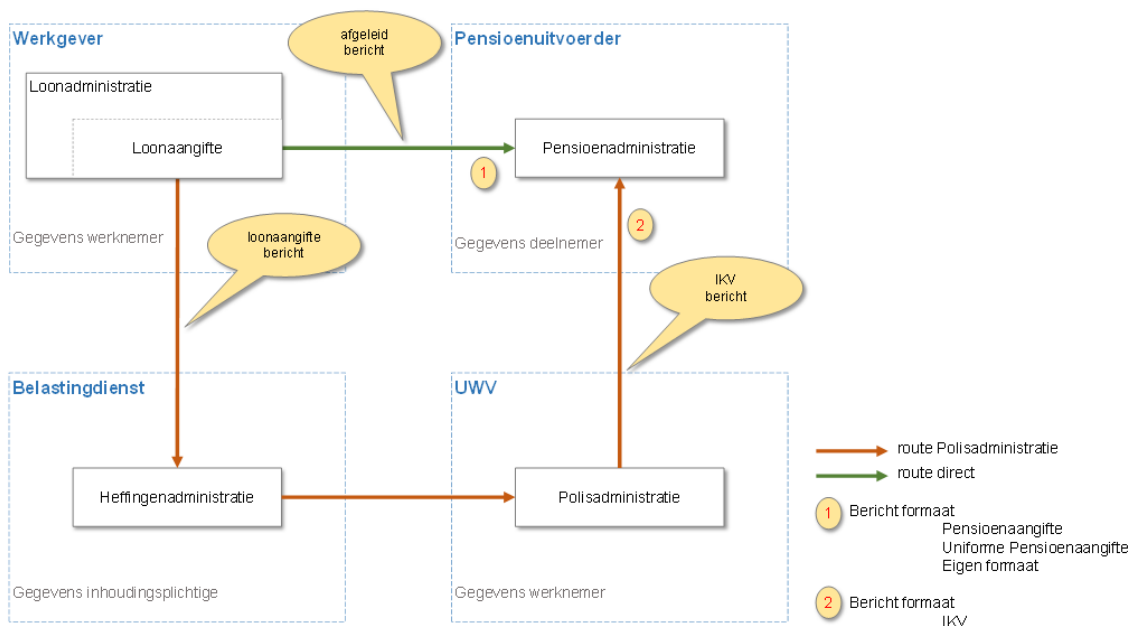 Werkgever
afgeleid
bericht
Pensioenuitvoerder
Loonadministratie
Loonaangifte
Pensioenadministratie
1
2
Gegevens werknemer
loonaangifte
bericht
Gegevens deelnemer
IKV
bericht
Belastingdienst
UWV
route Polisadministratie
route direct
Heffingenadministratie
Polisadministratie
1 Bericht formaat
Pensioenaangifte
Uniforme Pensioenaangifte
Eigen formaat
Gegevens inhoudingsplichtige
Gegevens werknemer
2 Bericht formaat
IKV